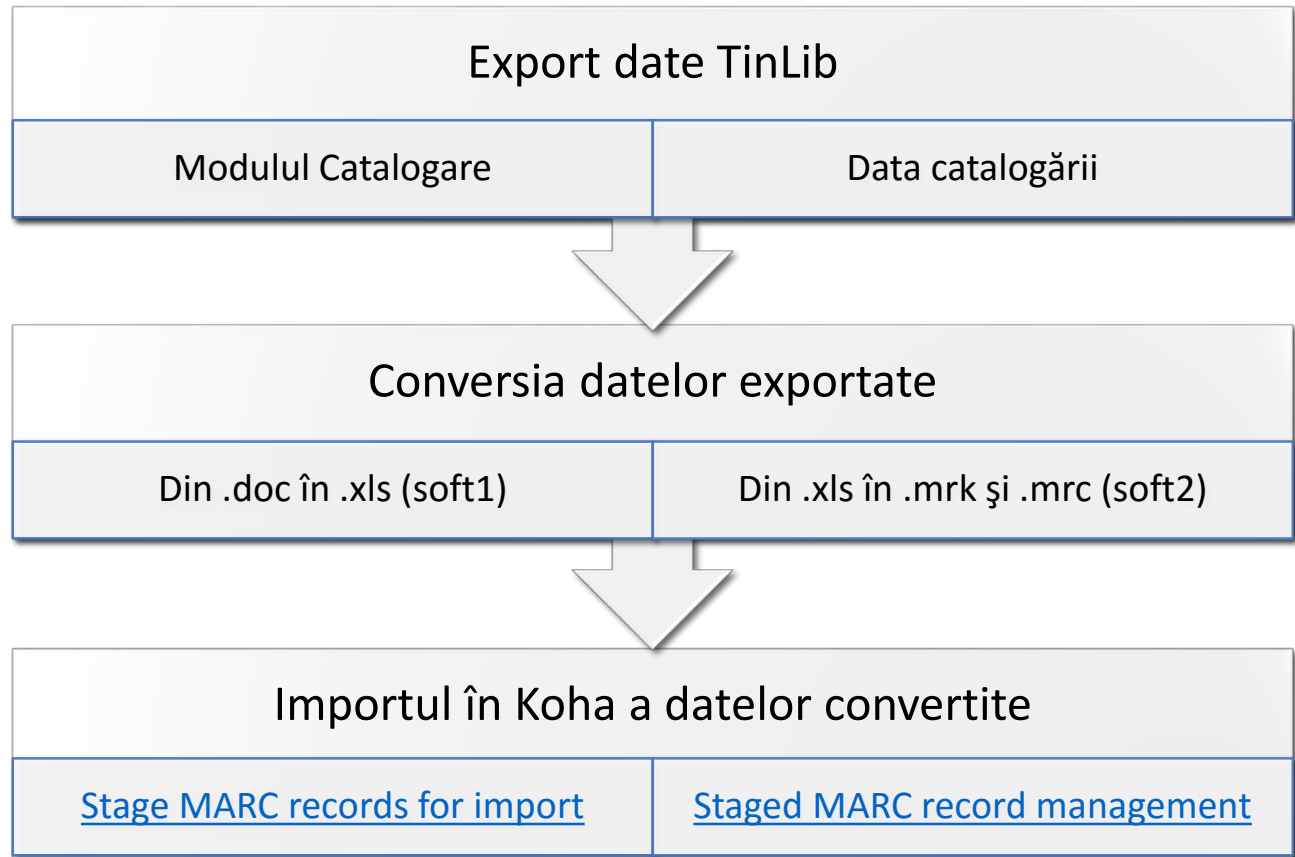 Export date TinLib
Modulul Catalogare
Data catalogării
Conversia datelor exportate
Din .doc în .xls (soft1)
Din .xls în .mrk şi .mrc (soft2)
Importul în Koha a datelor convertite
Stage MARC records for import
Staged MARC record management